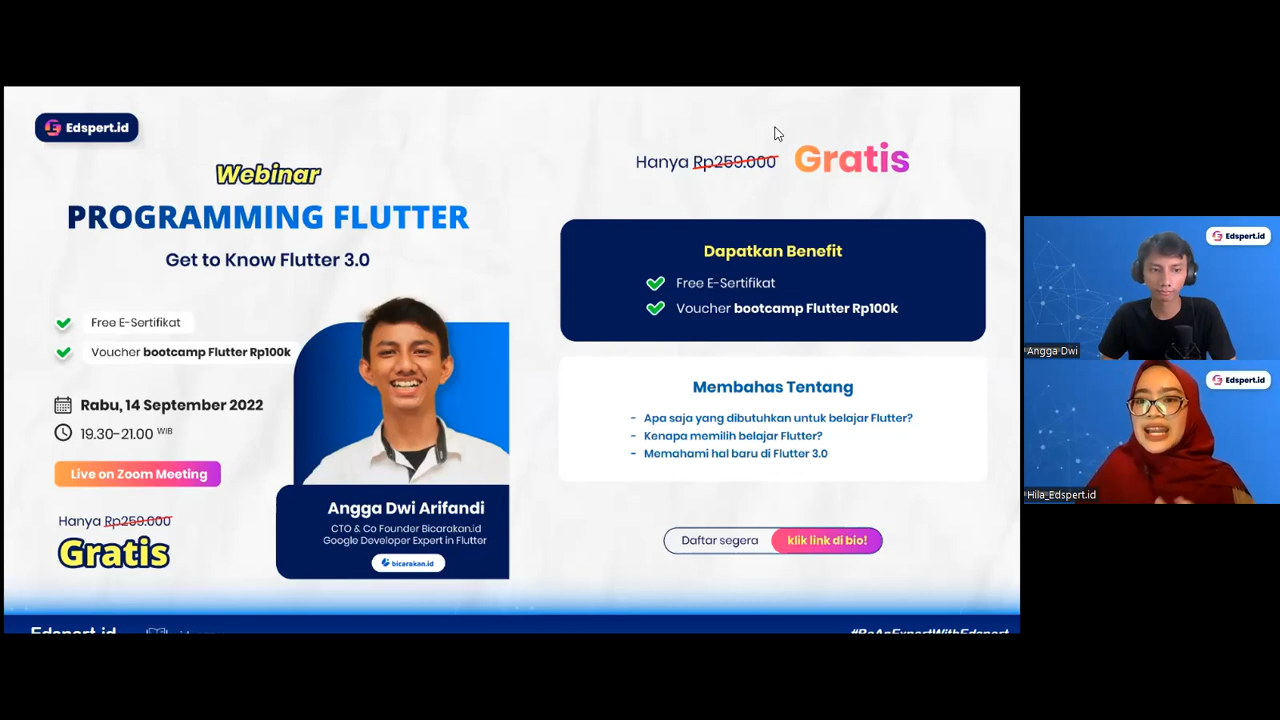 Edspert.id
Webinar
PROGRAMMING FLUTTER
Get to Know Flutter 3.0
Free E-Sertifikat
Voucher bootcamp Flutter Rp100k
Rabu, 14 September 2022
19.30-21.00 WIB
Live on Zoom Meeting
Hanya Rp259.000
Gratis
Angga Dwi Arifandi
CTO & Co Founder Bicarakan.id
Google Developer Expert in Flutter
bicarakan.id
Hanya Rp259.000 Gratis
Dapatkan Benefit
Free E-Sertifikat
Voucher bootcamp Flutter Rp100k
Membahas Tentang
- Apa saja yang dibutuhkan untuk belajar Flutter?
- Kenapa memilih belajar Flutter?
- Memahami hal baru di Flutter 3.0
Daftar segera klik link di bio!
Edspert.id
#BeAnExpertWithEdspert
Edspert.id
Angga Dwi
Edspert.id
Hila_Edspert.id